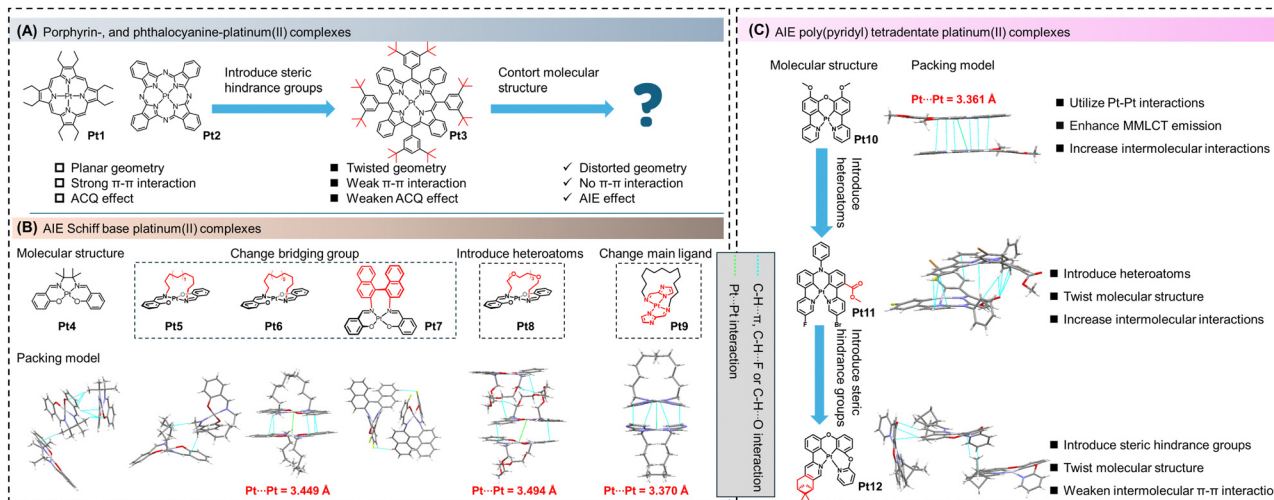 (A) Porphyrin-, and phthalocyanine-platinum(II) complexes
Introduce steric
hindrance groups
Contort molecular
structure
?
Pt1
Pt2
Pt3
Planar geometry
Strong π-π interaction
ACQ effect
Twisted geometry
Weak π-π interaction
Weaken ACQ effect
Distorted geometry
No π-π interaction
AIE effect
(B) AIE Schiff base platinum(II) complexes
Molecular structure
Change bridging group
Introduce heteroatoms
Change main ligand
Pt4
Pt5
Pt6
Pt7
Pt8
Pt9
Packing model
Pt···Pt = 3.449 Å
Pt···Pt = 3.494 Å
Pt···Pt = 3.370 Å
C-H···π, C-H···F or C-H···O interaction
Pt···Pt interaction
(C) AIE poly(pyridyl) tetradentate platinum(II) complexes
Molecular structure
Packing model
Pt···Pt = 3.361 Å
Pt10
Utilize Pt-Pt interactions
Enhance MMLCT emission
Increase intermolecular interactions
Introduce
heteroatoms
Pt11
Introduce heteroatoms
Twist molecular structure
Increase intermolecular interactions
Introduce steric
hindrance groups
Pt12
Introduce steric hindrance groups
Twist molecular structure
Weaken intermolecular π-π interactio